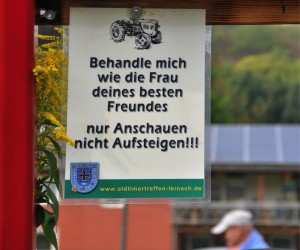 Behandle mich
wie die Frau
deines besten
Freundes
nur Anschauen
nicht Aufsteigen!!!
www.oldtimertreffen-leinach.de